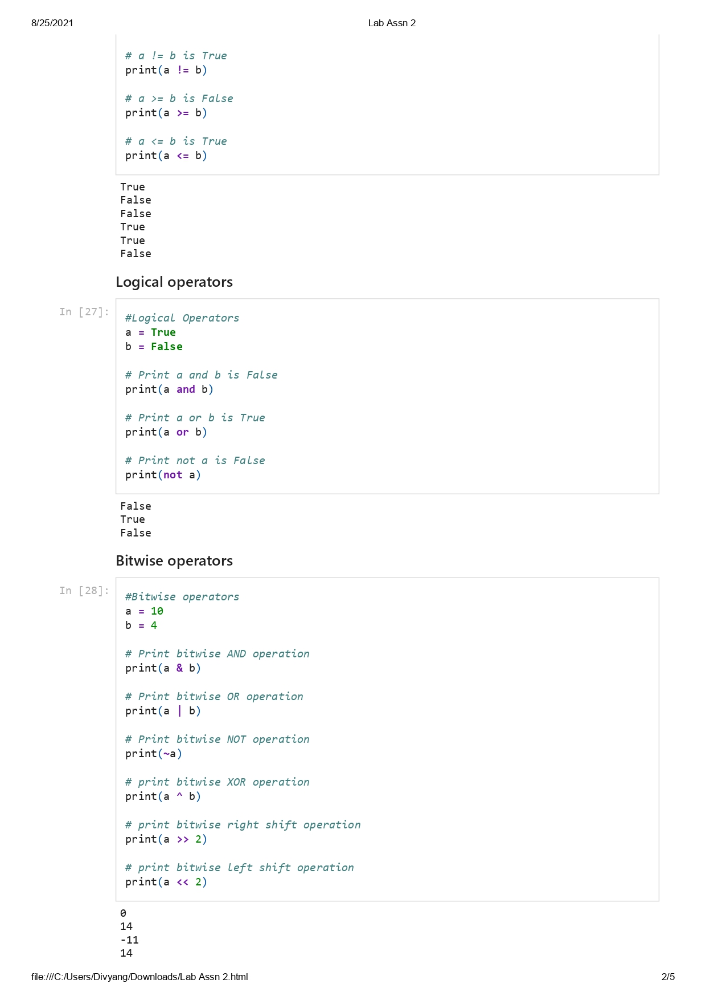 8/25/2021 Lab Assn 2
# a != b is True
print(a != b)
# a >= b is False
print(a >= b)
# a <= b is True
print(a <= b)
True
False
False
True
True
False
Logical operators
In [27]:
#Logical Operators
a = True
b = False
# Print a and b is False
print(a and b)
# Print a or b is True
print(a or b)
# Print not a is False
print(not a)
False
True
False
Bitwise operators
In [28]:
#Bitwise operators
a = 10
b = 4
# Print bitwise AND operation
print(a & b)
# Print bitwise OR operation
print(a | b)
# Print bitwise NOT operation
print(~a)
# print bitwise XOR operation
print(a ^ b)
# print bitwise right shift operation
print(a >> 2)
# print bitwise left shift operation
print(a << 2)
0
14
-11
14
file:///C:/Users/Divyang/Downloads/Lab Assn 2.html 2/5